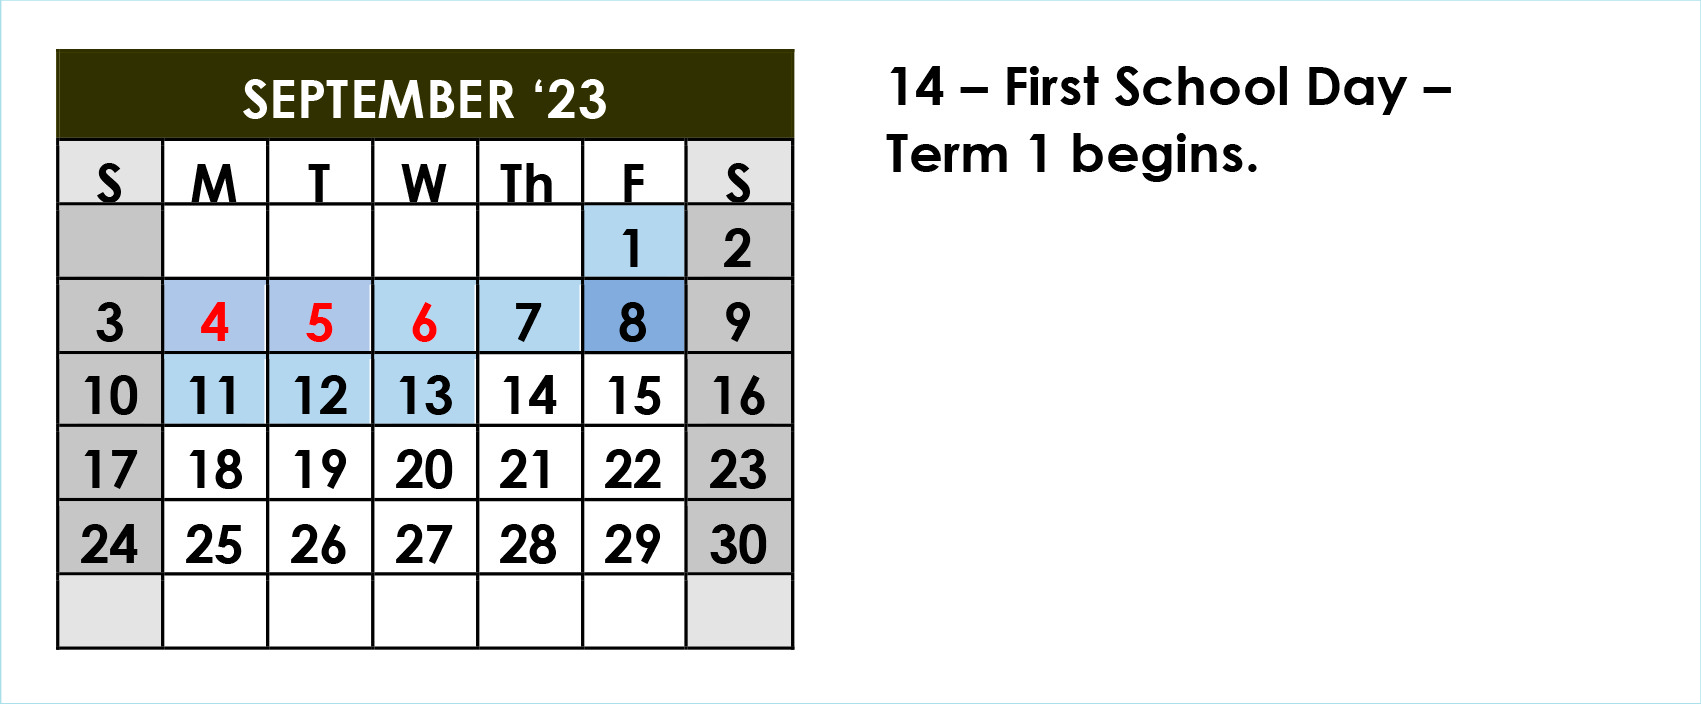 SEPTEMBER ‘23
S M T W Th F S
1 2
3 4 5 6 7 8 9
10 11 12 13 14 15 16
17 18 19 20 21 22 23
24 25 26 27 28 29 30
14 – First School Day –
Term 1 begins.